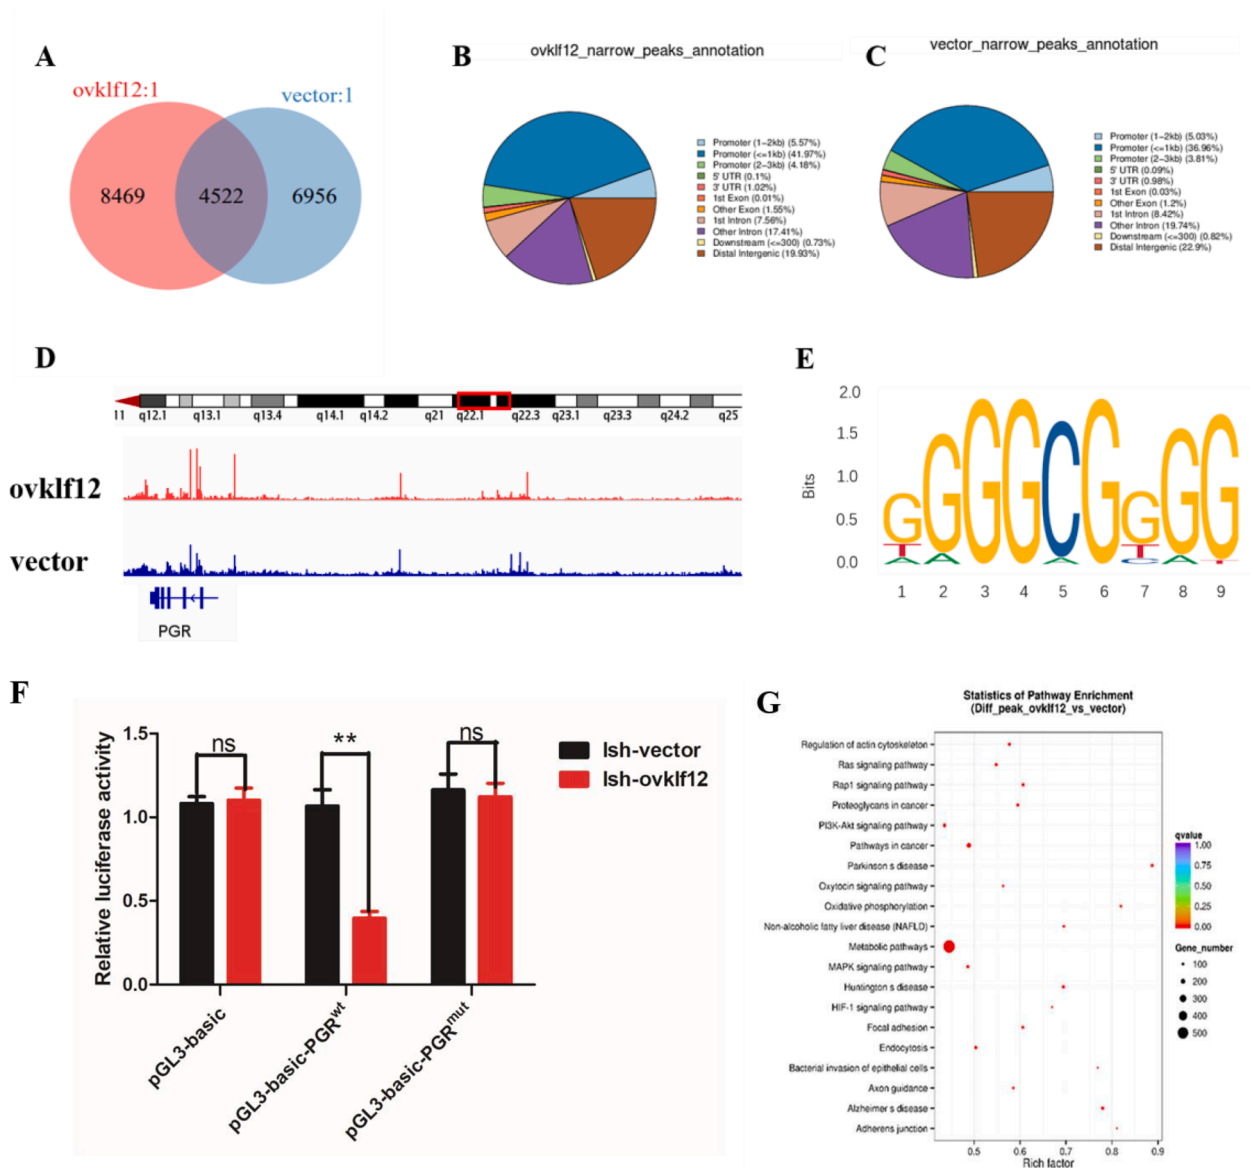 A
ovklf12:1
vector:1
8469
4522
6956
B
ovklf12_narrow_peaks_annotation
Promoter (1−2kb) (5.57%)
Promoter (<=1kb) (41.97%)
Promoter (2−3kb) (4.18%)
5' UTR (0.1%)
3' UTR (1.02%)
1st Exon (0.01%)
Other Exon (1.55%)
1st Intron (7.56%)
Other Intron (17.41%)
Downstream (<=300) (0.73%)
Distal Intergenic (19.93%)
C
vector_narrow_peaks_annotation
Promoter (1−2kb) (5.03%)
Promoter (<=1kb) (36.96%)
Promoter (2−3kb) (3.81%)
5' UTR (0.09%)
3' UTR (0.98%)
1st Exon (0.03%)
Other Exon (1.2%)
1st Intron (8.42%)
Other Intron (19.74%)
Downstream (<=300) (0.82%)
Distal Intergenic (22.9%)
D
11 q12.1 q13.1 q13.4 q14.1 q14.2 q21 q22.1 q22.3 q23.1 q23.3 q24.2 q25
ovklf12
vector
PGR
E
Bits
2.0
1.5
1.0
0.5
0.0
G G G G C G G G G
T T T
A A A C A
1 2 3 4 5 6 7 8 9
F
Relative luciferase activity
1.5
1.0
0.5
0.0
ns
**
ns
lsh-vector
lsh-ovklf12
pGL3-basic
pGL3-basic-PGRwt
pGL3-basic-PGRmut
G
Statistics of Pathway Enrichment
(Diff_peak_ovklf12_vs_vector)
Regulation of actin cytoskeleton
Ras signaling pathway
Rap1 signaling pathway
Proteoglycans in cancer
PI3K-Akt signaling pathway
Pathways in cancer
Parkinson s disease
Oxytocin signaling pathway
Oxidative phosphorylation
Non-alcoholic fatty liver disease (NAFLD)
Metabolic pathways
MAPK signaling pathway
Huntington s disease
HIF-1 signaling pathway
Focal adhesion
Endocytosis
Bacterial invasion of epithelial cells
Axon guidance
Alzheimer s disease
Adherens junction
0.5 0.6 0.7 0.8 0.9
Rich factor
qvalue
1.00
0.75
0.50
0.25
0.00
Gene_number
100
200
300
400
500